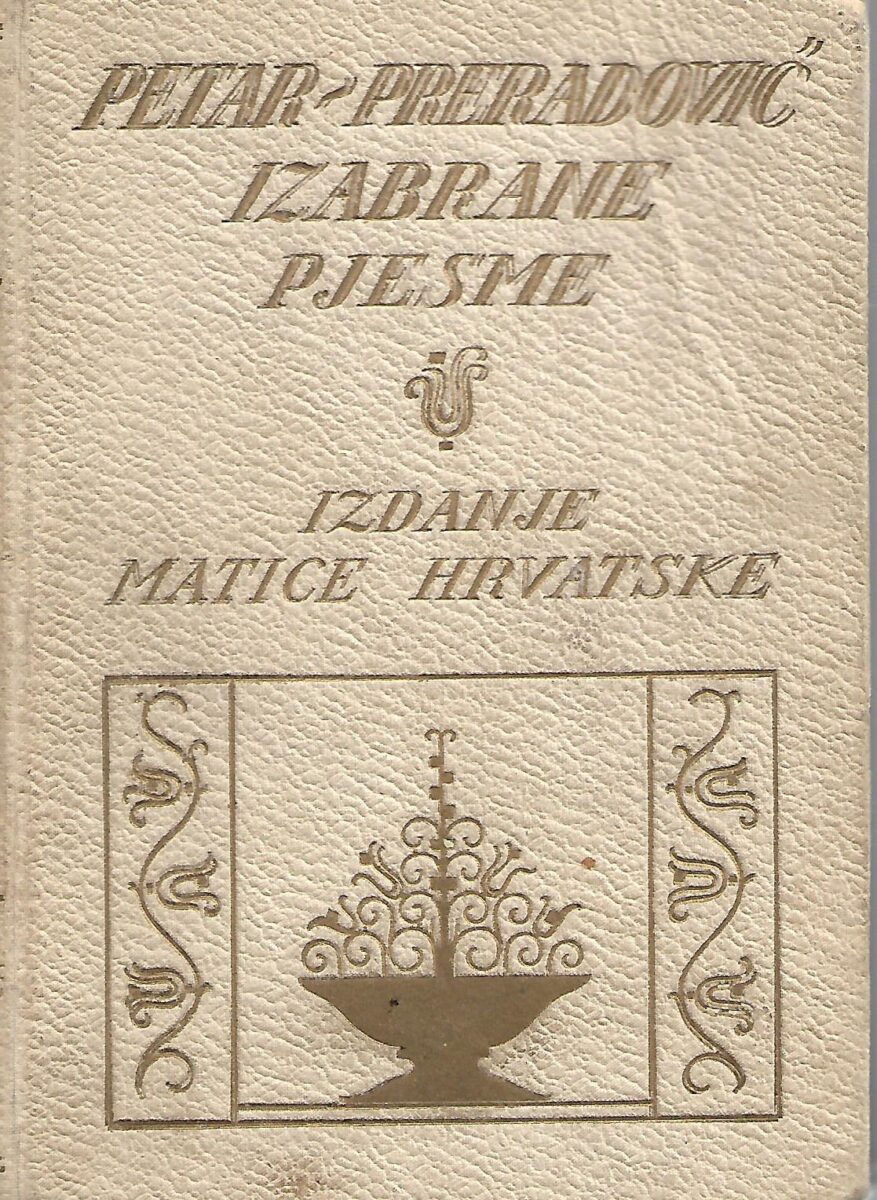 PETAR-PRERADOVIĆ
IZABRANE
PJESME
IZDANJE
MATICE HRVATSKE